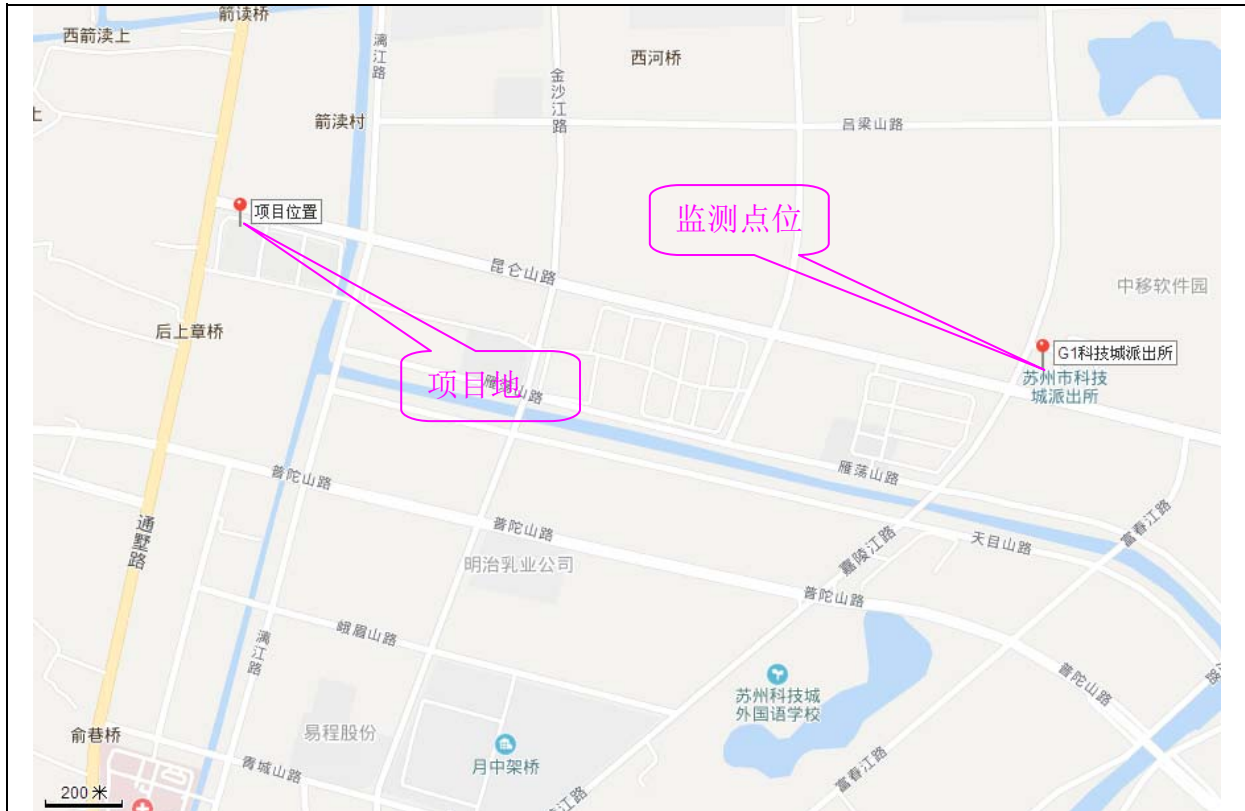 箭读桥
西箭渎上
漓江路
西河桥
金沙江路
上
箭渎村
吕梁山路
项目位置
监测点位
昆仑山路
中移软件园
后上章桥
G1科技城派出所
苏州市科技
城派出所
项目地
雁荡山路
雁荡山路
普陀山路
富春江路
通墅路
普陀山路
天目山路
嘉陵江路
明治乳业公司
普陀山路
峨眉山路
漓江路
普陀山路
路
苏州科技城
外国语学校
易程股份
俞巷桥
月中架桥
青城山路
富春江路
江路
200米